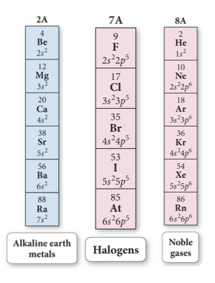 2A
4
Be
2s²
12
Mg
3s²
20
Ca
4s²
38
Sr
5s²
56
Ba
6s²
88
Ra
7s²
Alkaline earth
metals
7A
9
F
2s²2p⁵
17
Cl
3s²3p⁵
35
Br
4s²4p⁵
53
I
5s²5p⁵
85
At
6s²6p⁵
Halogens
8A
2
He
1s²
10
Ne
2s²2p⁶
18
Ar
3s²3p⁶
36
Kr
4s²4p⁶
54
Xe
5s²5p⁶
86
Rn
6s²6p⁶
Noble
gases